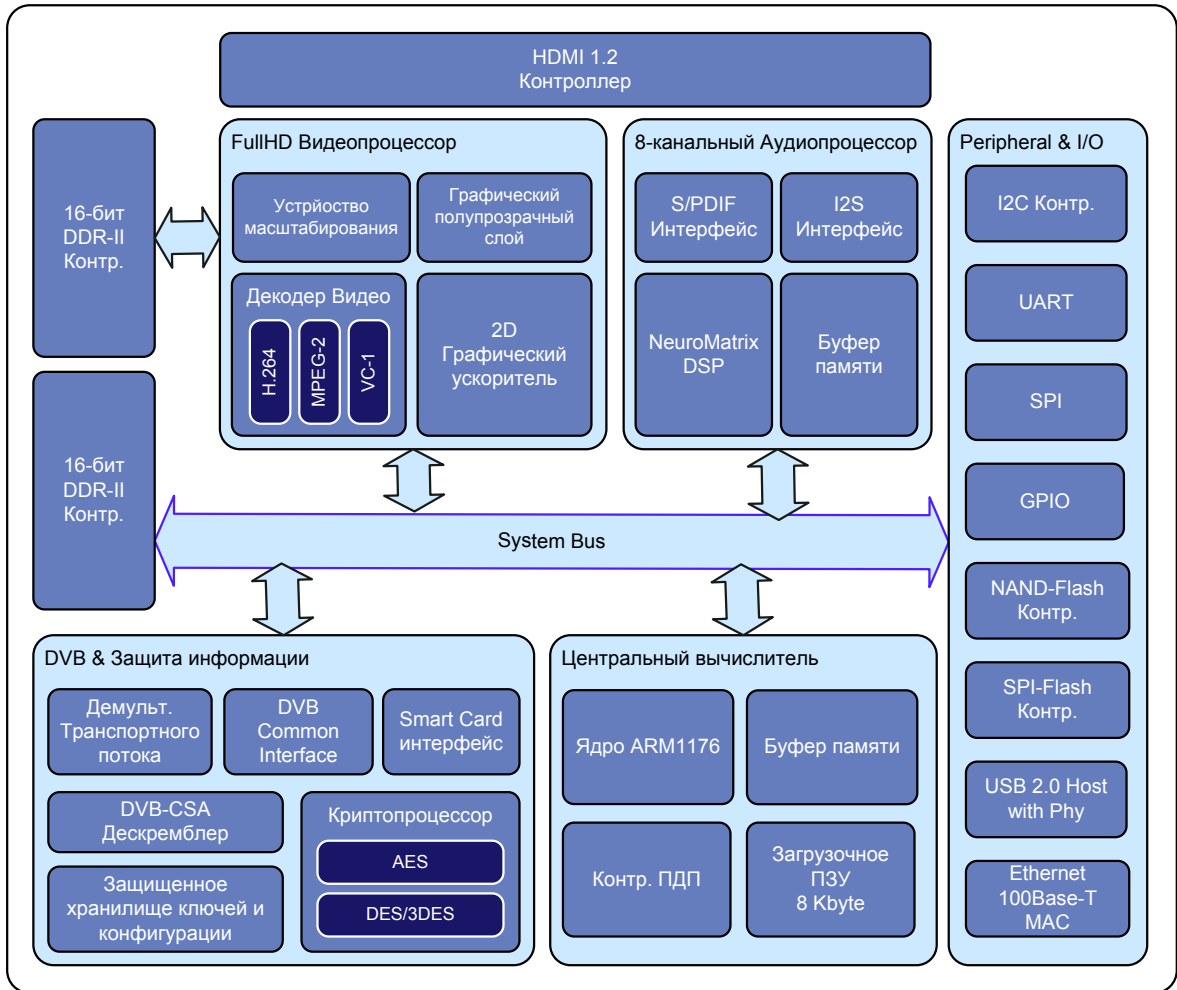 HDMI 1.2
Контроллер
16-бит
DDR-II
Контр.
16-бит
DDR-II
Контр.
FullHD Видеопроцессор
Устрйоство
масштабирования
Графический
полупрозрачный
слой
Декодер Видео
H.264
MPEG-2
VC-1
2D
Графический
ускоритель
8-канальный Аудиопроцессор
S/PDIF
Интерфейс
I2S
Интерфейс
NeuroMatrix
DSP
Буфер
памяти
Peripheral & I/O
I2C Контр.
UART
SPI
GPIO
NAND-Flash
Контр.
SPI-Flash
Контр.
USB 2.0 Host
with Phy
Ethernet
100Base-T
MAC
System Bus
DVB & Защита информации
Демульт.
Транспортного
потока
DVB
Common
Interface
Smart Card
интерфейс
DVB-CSA
Дескремблер
Защищенное
хранилище ключей и
конфигурации
Криптопроцессор
AES
DES/3DES
Центральный вычислитель
Ядро ARM1176
Буфер памяти
Контр. ПДП
Загрузочное
ПЗУ
8 Kbyte